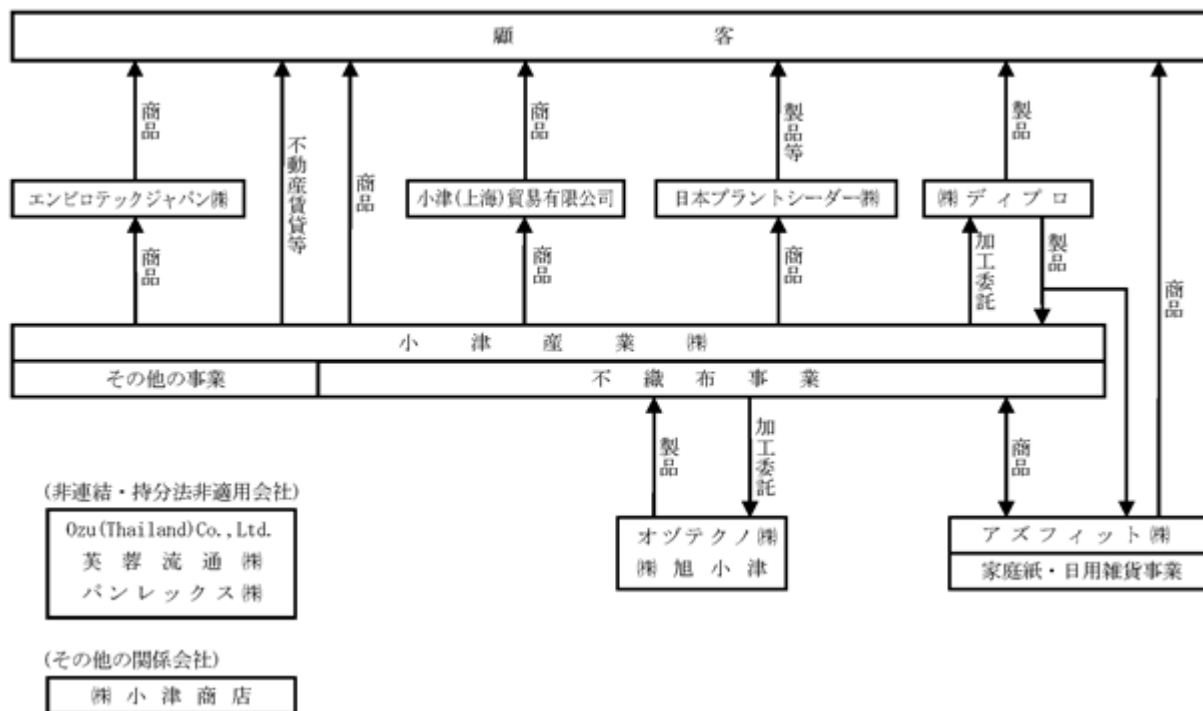 顧客
商品
不動産賃貸等
商品
商品
製品等
製品
商品
エンビロテックジャパン㈱
小津(上海)貿易有限公司
日本プラントシーダー㈱
㈱ディプロ
商品
商品
商品
加工委託
製品
小津産業㈱
その他の事業
不織布事業
製品
加工委託
商品
(非連結・持分法非適用会社)
Ozu(Thailand)Co.,Ltd.
芙蓉流通㈱
パンレックス㈱
オヅテクノ㈱
㈱旭小津
アズフィット㈱
家庭紙・日用雑貨事業
(その他の関係会社)
㈱小津商店